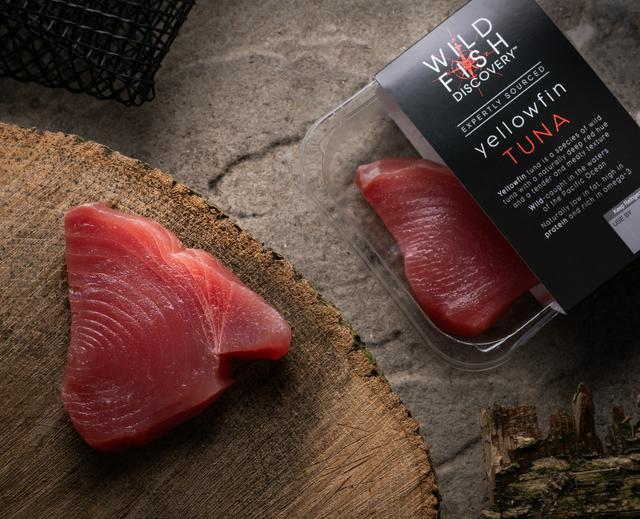 WILD
FISH
DISCOVERY™
EXPERTLY SOURCED
yellowfin
TUNA
Yellowfin tuna is a species of wild
tuna with a naturally deep red hue
and a tender and meaty texture
Wild-caught in the waters
of the Pacific Ocean
Naturally low in fat, high in
protein and rich in omega-3
USE BY